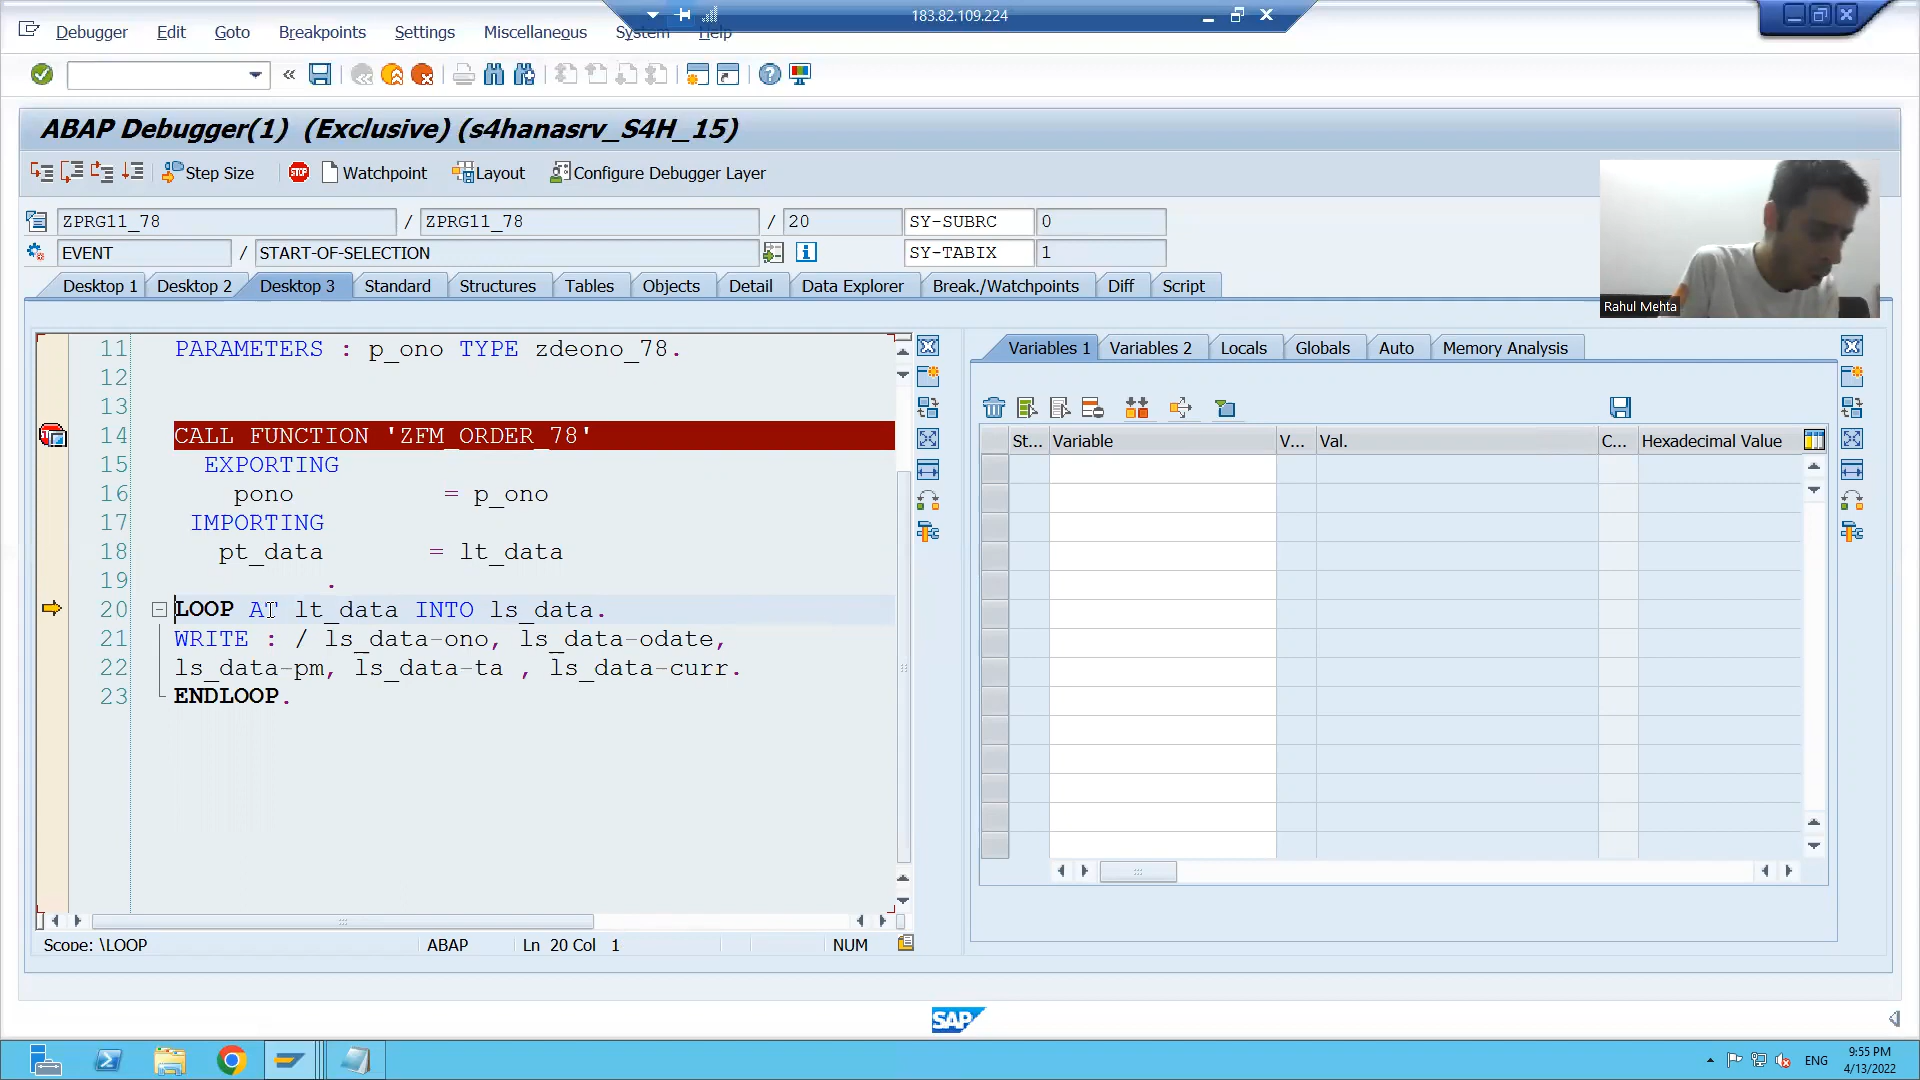 183.82.109.224
Debugger Edit Goto Breakpoints Settings Miscellaneous System Help
ABAP Debugger(1) (Exclusive) (s4hanasrv_S4H_15)
Step Size STOP Watchpoint Layout Configure Debugger Layer
ZPRG11_78 / ZPRG11_78 / 20 SY-SUBRC 0
EVENT / START-OF-SELECTION SY-TABIX 1
Rahul Mehta
Desktop 1 Desktop 2 Desktop 3 Standard Structures Tables Objects Detail Data Explorer Break./Watchpoints Diff Script
Variables 1 Variables 2 Locals Globals Auto Memory Analysis
St... Variable V... Val. C... Hexadecimal Value
11 PARAMETERS : p_ono TYPE zdeono_78.
12
13
14 CALL FUNCTION 'ZFM_ORDER_78'
15 EXPORTING
16 pono = p_ono
17 IMPORTING
18 pt_data = lt_data
19 .
20 LOOP AT lt_data INTO ls_data.
21 WRITE : / ls_data-ono, ls_data-odate,
22 ls_data-pm, ls_data-ta , ls_data-curr.
23 ENDLOOP.
Scope: \LOOP ABAP Ln 20 Col 1 NUM
SAP
ENG
9:55 PM
4/13/2022